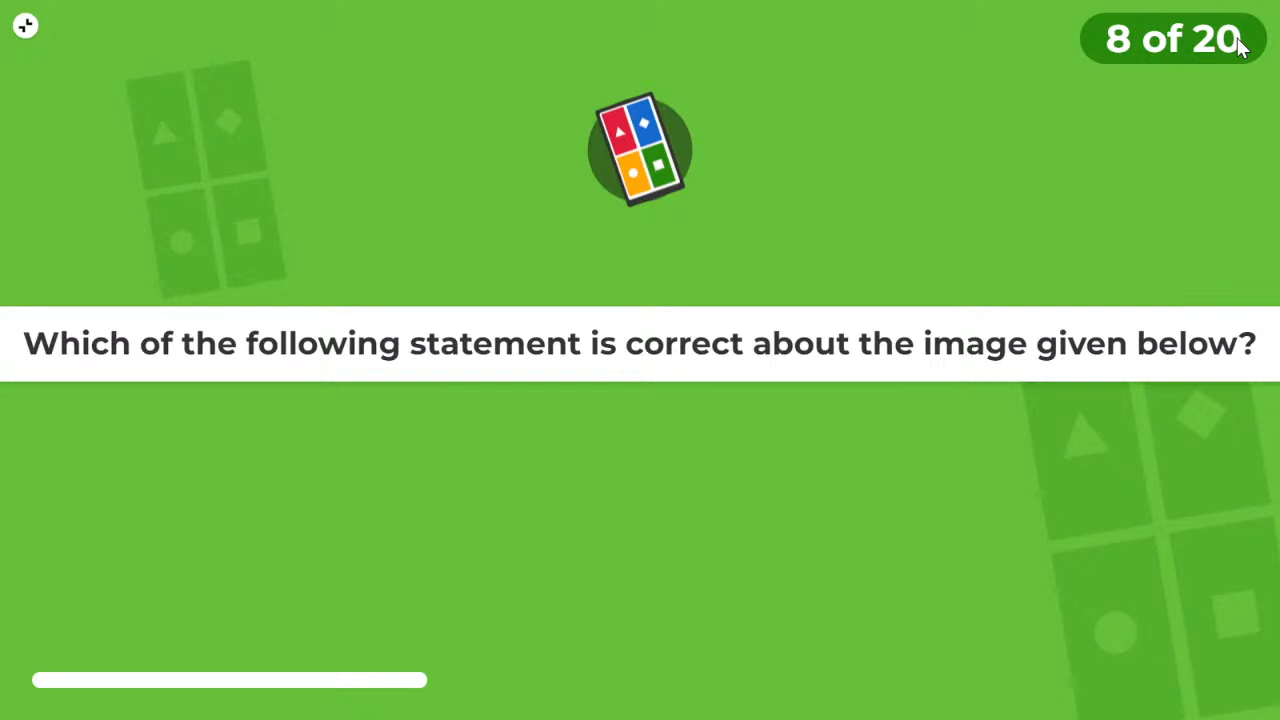 8 of 20
Which of the following statement is correct about the image given below?